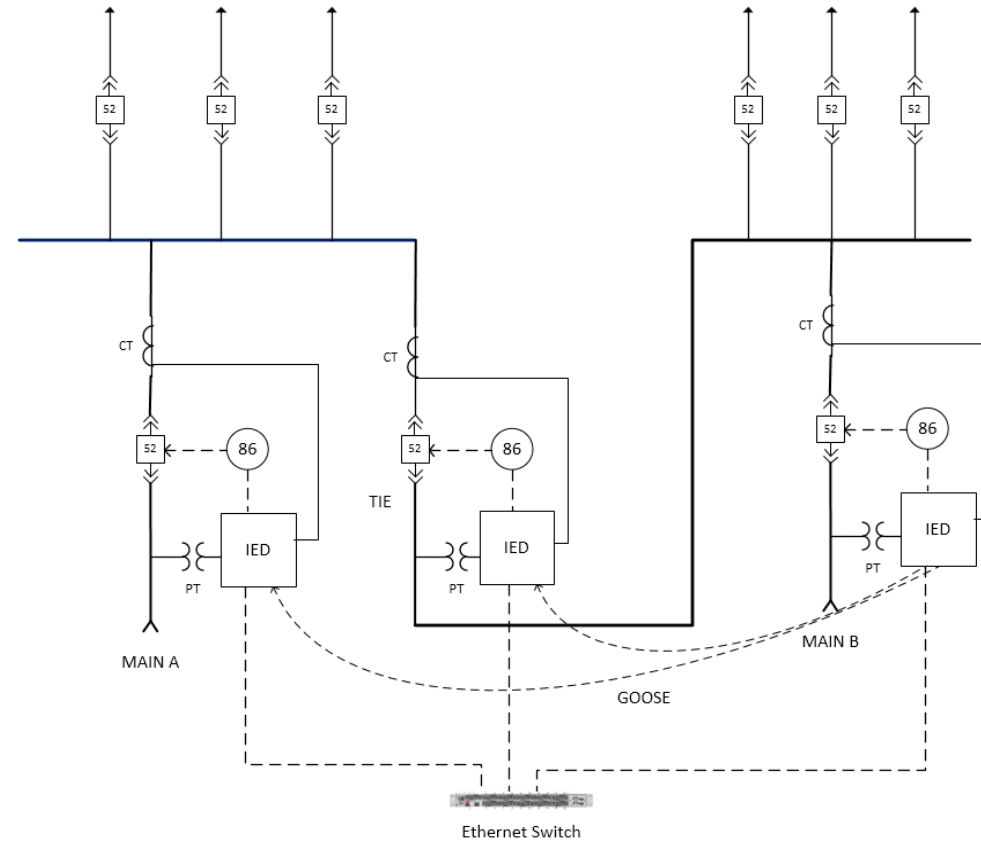 52
52
52
52
52
52
CT
CT
CT
52
86
52
86
52
86
TIE
IED
IED
IED
PT
PT
PT
MAIN A
MAIN B
GOOSE
Ethernet Switch